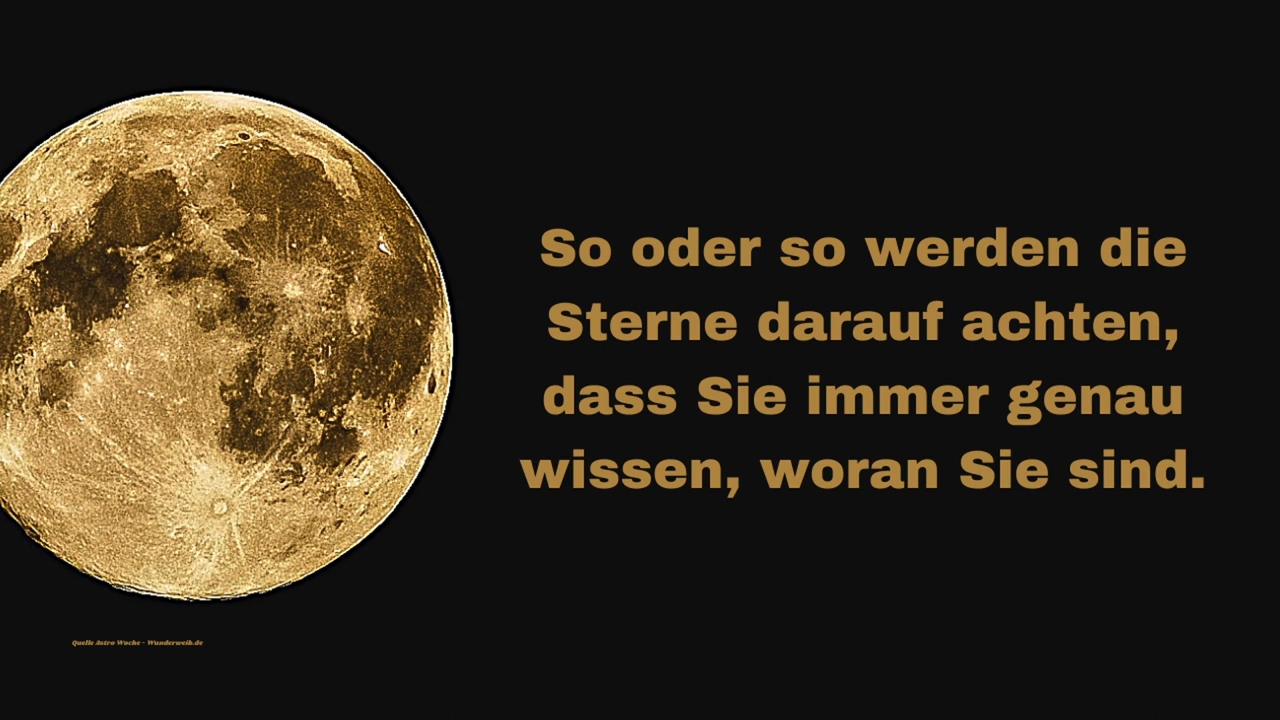 So oder so werden die
Sterne darauf achten,
dass Sie immer genau
wissen, woran Sie sind.
Quelle Astro Woche - Wunderweib.de